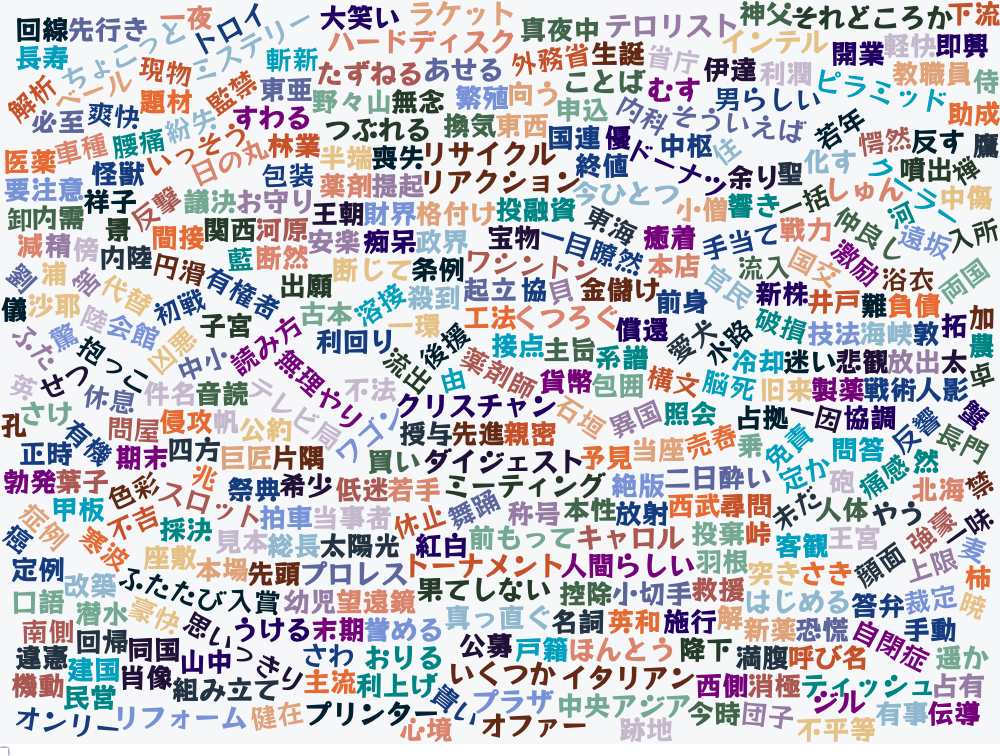 回線
先行き
一夜
トロイ
大笑い
ラケット
真夜中
テロリスト
神父
それどころか
下流
長寿
ちょこっと
ミステリー
斬新
ハードディスク
外務省
生誕
省庁
インテル
開業
軽快
即興
解析
ベール
現物
監禁
東亜
たずねる
あせる
ことば
むす
伊達
利潤
ピラミッド
教職員
侍
必至
爽快
題材
紛失
すわる
野々山
無念
繁殖
向う
申込
内科
そういえば
男らしい
若年
助成
医薬
車種
腰痛
いっそう
日の丸
林業
つぶれる
換気
東西
国連
優
ドーメン
中枢
住
愕然
反す
鷹
要注意
怪獣
包装
半端
喪失
リサイクル
終値
余り
聖
化す
噴出
禅
祥子
反撃
議決
お守り
薬剤
提起
リアクション
今ひとつ
小僧
響き
一括
しゅん
ミイラー
中傷
卸
内需
景
間接
関西
河原
王朝
財界
格付け
投融資
東海
癒着
手当て
戦力
仲良し
河
遠坂
入所
減
精
傍
内陸
円滑
藍
断然
安楽
痴呆
政界
宝物
一目瞭然
本店
官民
流入
国交
激励
浴衣
両国
劉
浦
害
代替
初戦
有権者
出願
断じて
条例
ワシントン
起立
協
貝
金儲け
前身
新株
井戸
難
負債
儀
沙耶
陸
会館
子宮
古本
溶接
殺到
一環
工法
くつろぐ
償還
愛犬
水路
破損
技法
海峡
敦
拓
加
ふた
驚
抱っこ
凶悪
中小
読み方
利回り
流出
後援
接点
主旨
系譜
冷却
迷い
悲観
放出
太
農
英
せつ
休息
件名
音読
無理やり
不法
由
薬剤師
貨幣
包囲
構文
脳死
旧来
製薬
戦術
人影
卓
孔
さけ
有機
問屋
侵攻
帆
公約
テレビ局
ワゴン
クリスチャン
石垣
異国
照会
占拠
一因
協調
反響
蟹
正時
期末
四方
巨匠
片隅
授与
先進
親密
予見
当座
売春
乗
免責
問答
長門
勃発
葉子
色彩
兆
祭典
希少
買い
ダイジェスト
絶版
二日酔い
定か
砲
痛感
然
甲板
スロット
低迷
若手
ミーティング
北海
禁
症例
癌
不吉
採決
拍車
当事者
休止
舞踊
称号
本性
放射
西武
尋問
未だ
人体
やう
強豪
一味
寒波
座敷
見本
総長
太陽光
紅白
前もって
キャロル
投棄
峠
客観
王宮
顔面
上限
麦
定例
改築
本場
先頭
プロレス
トーナメント
人間らしい
羽根
突き
さき
柿
口語
潜水
ふたたび
入賞
幼児
望遠鏡
果てしない
控除
小切手
救援
はじめる
答弁
裁定
暁
南側
回帰
豪快
思いっきり
うける
末期
誉める
真っ直ぐ
名詞
英和
施行
解
新薬
恐慌
自閉症
手動
違憲
同国
山中
さわ
おりる
公募
戸籍
ほんとう
降下
満腹
呼び名
遥か
機動
建国
肖像
組み立て
主流
利上げ
いくつか
イタリアン
西側
消極
ティッシュ
占有
民営
オンリー
リフォーム
健在
プリンター
心境
貴い
プラザ
オファー
中央アジア
跡地
今時
団子
ジル
不平等
有事
伝導